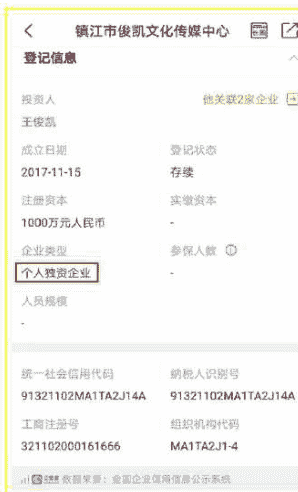 镇江市俊凯文化传媒中心
登记信息
投资人 他关联2家企业
王俊凯
成立日期 登记状态
2017-11-15 存续
注册资本 实缴资本
1000万元人民币 -
企业类型 参保人数
个人独资企业 -
人员规模
-
统一社会信用代码 纳税人识别号
91321102MA1TA2J14A 91321102MA1TA2J14A
工商注册号 组织机构代码
321102000161666 MA1TA2J1-4
数据来源：全国企业信用信息公示系统